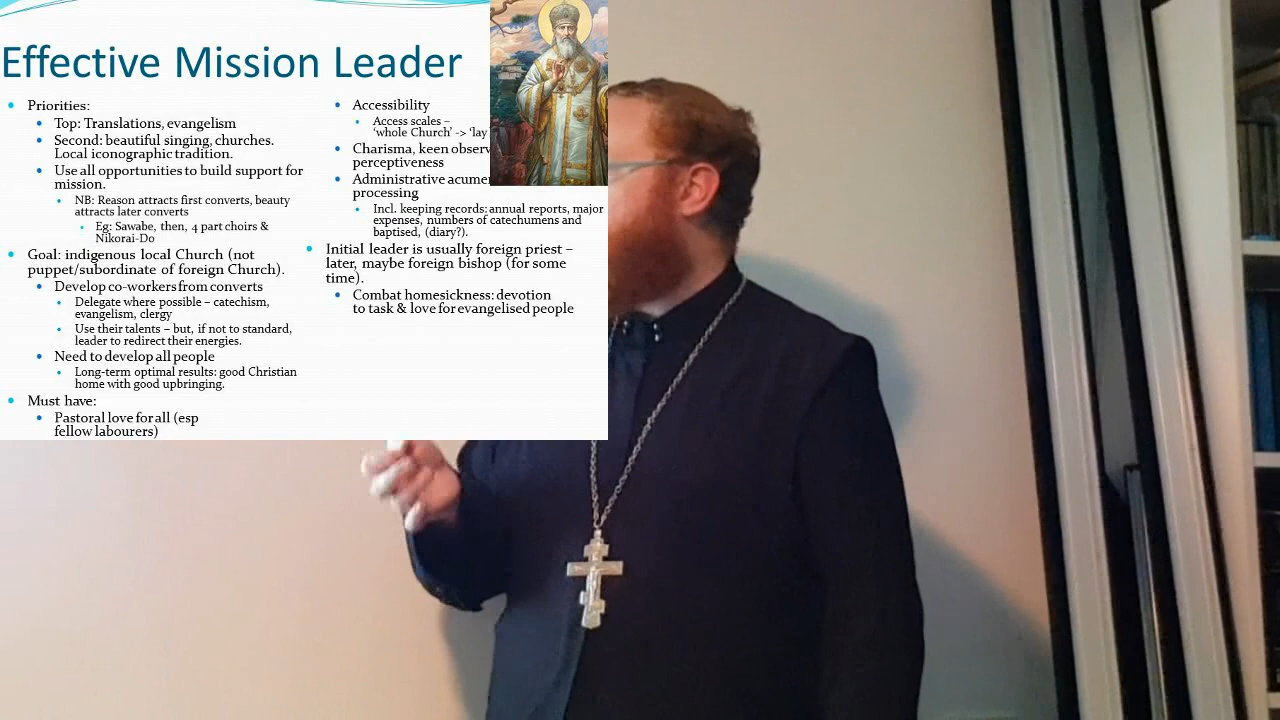 Effective Mission Leader
Priorities:
Top: Translations, evangelism
Second: beautiful singing, churches.
Local iconographic tradition.
Use all opportunities to build support for
mission.
NB: Reason attracts first converts, beauty
attracts later converts
Eg: Sawabe, then, 4 part choirs &
Nikorai-Do
Goal: indigenous local Church (not
puppet/subordinate of foreign Church).
Develop co-workers from converts
Delegate where possible – catechism,
evangelism, clergy
Use their talents – but, if not to standard,
leader to redirect their energies.
Need to develop all people
Long-term optimal results: good Christian
home with good upbringing.
Must have:
Pastoral love for all (esp
fellow labourers)
Accessibility
Access scales –
‘whole Church’ -> ‘lay
Charisma, keen
perceptiveness
Administrative
processing
Incl. keeping records: annual reports, major
expenses, numbers of catechumens and
baptised, (diary?).
Initial leader is usually foreign priest –
later, maybe foreign bishop (for some
time).
Combat homesickness: devotion
to task & love for evangelised people